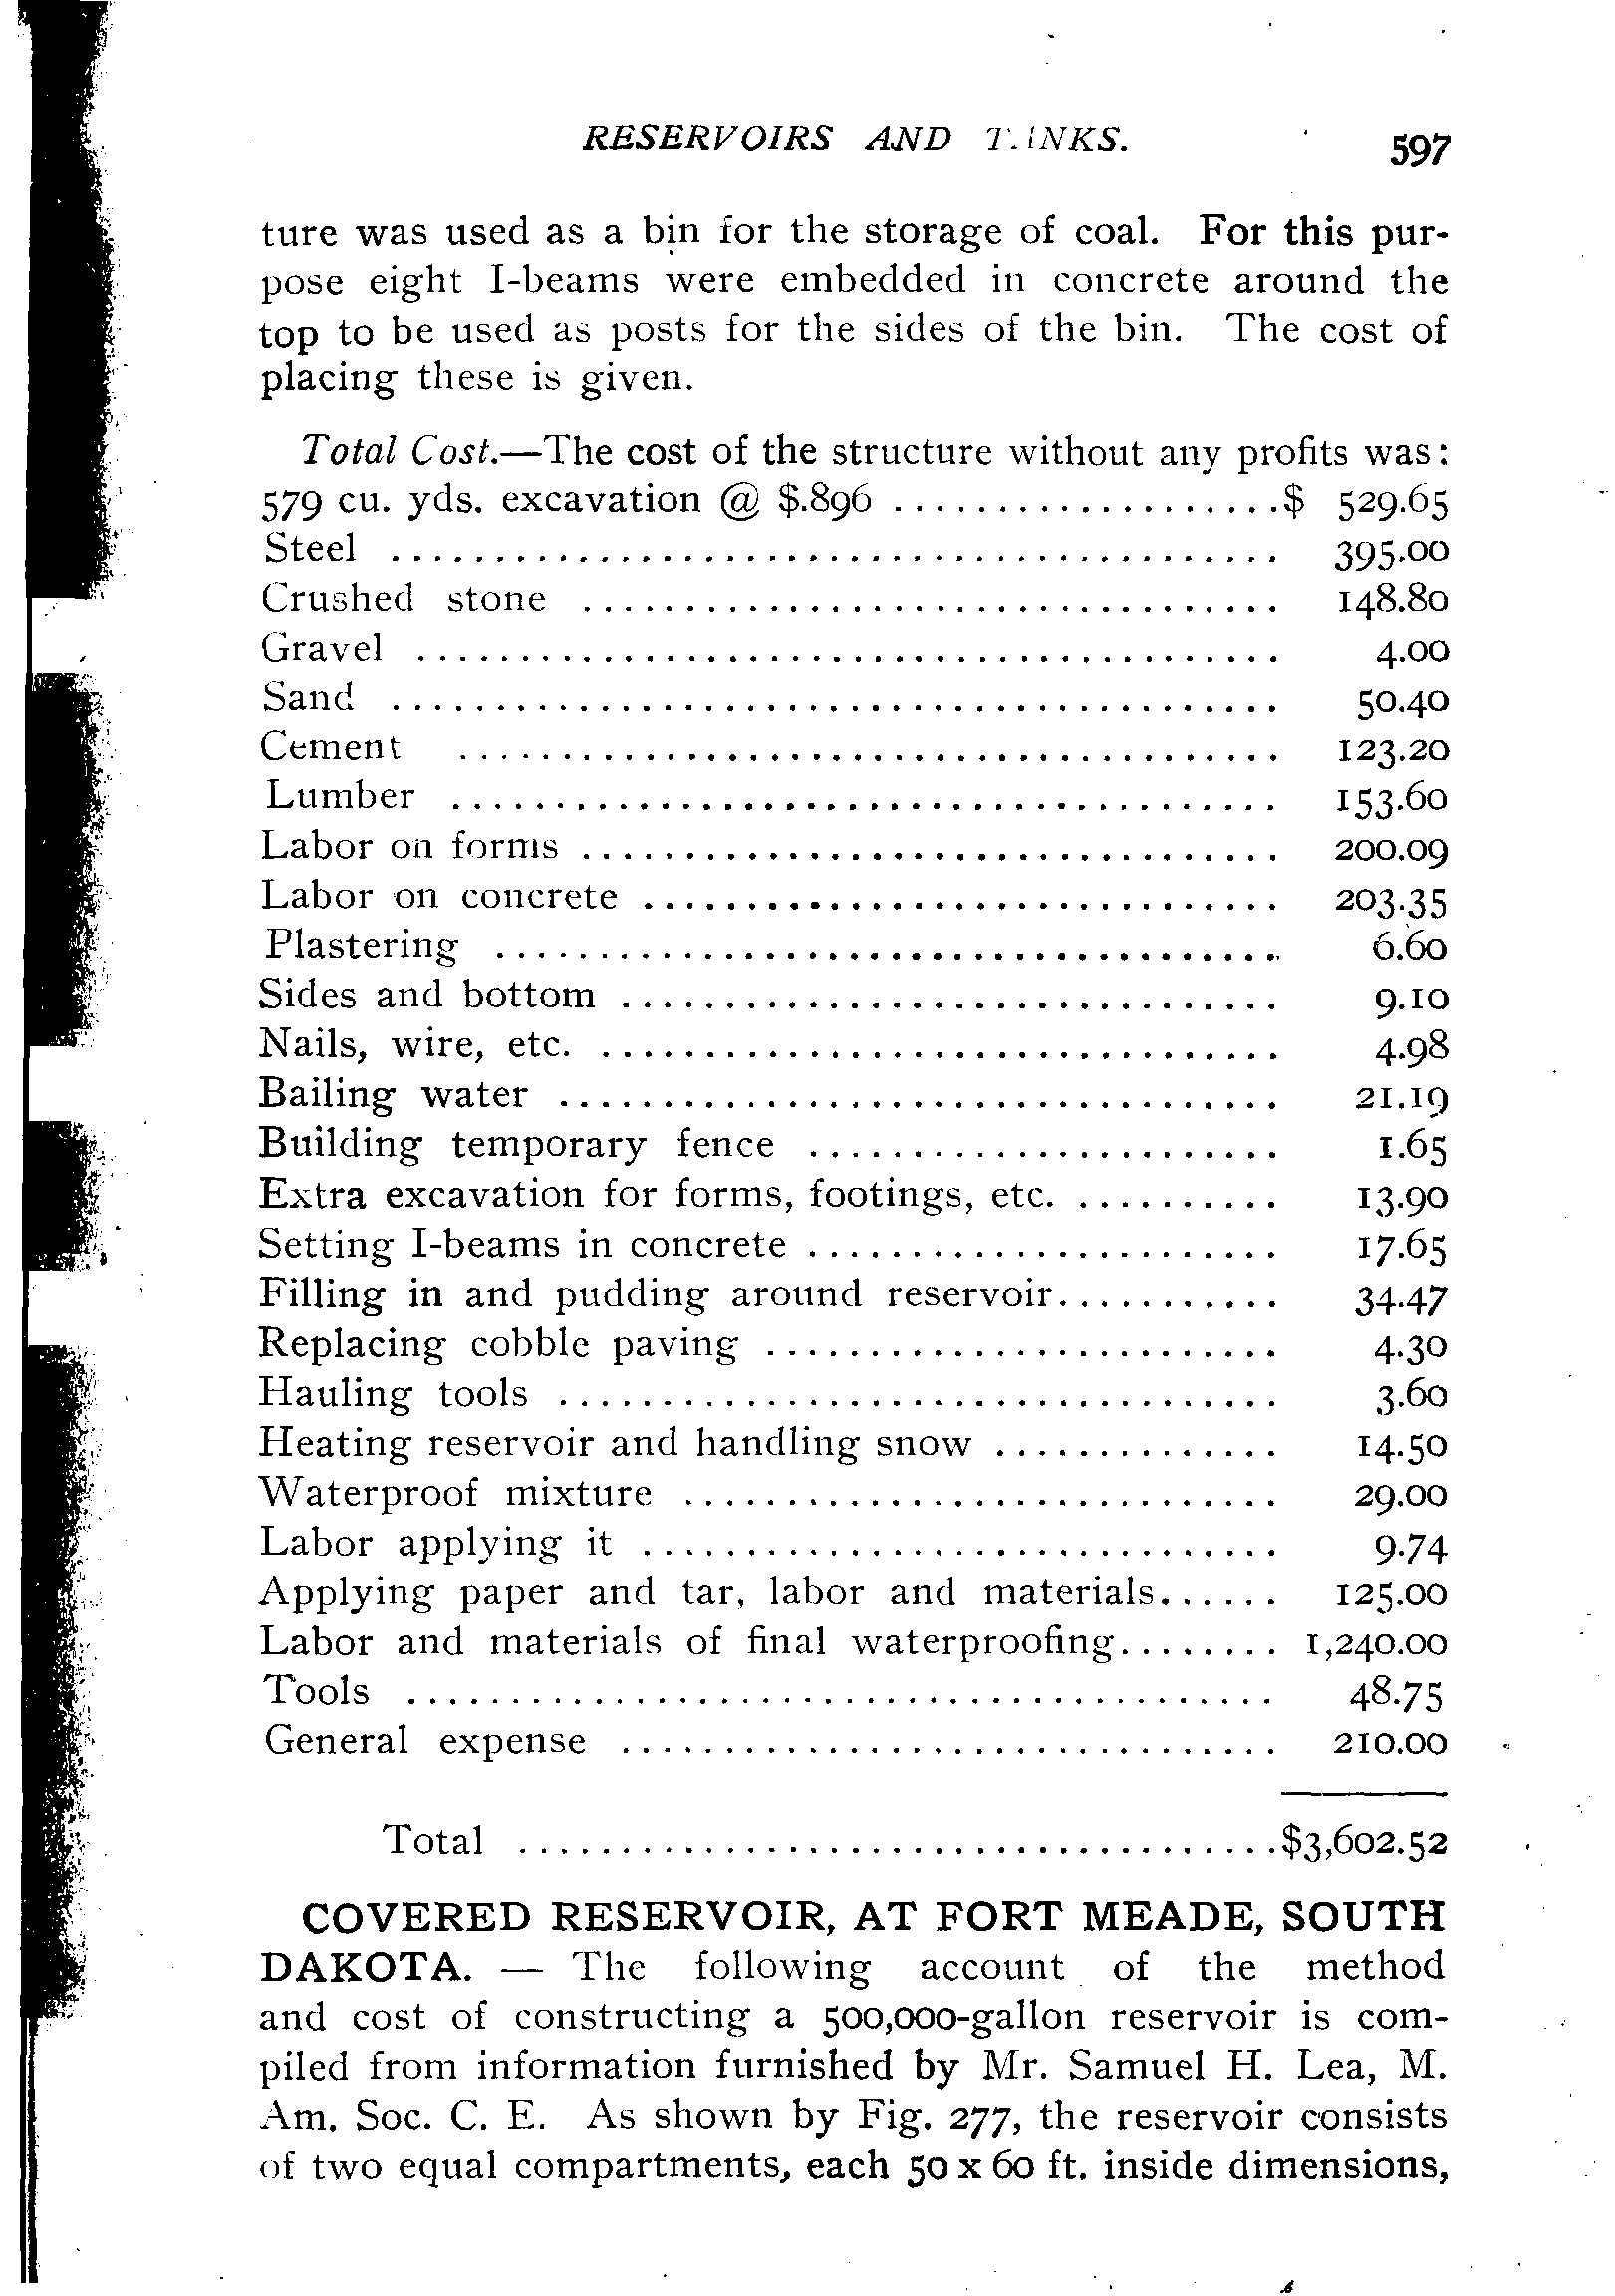 RESERVOIRS AND TANKS. 597
ture was used as a bin for the storage of coal. For this pur-
pose eight I-beams were embedded in concrete around the
top to be used as posts for the sides of the bin. The cost of
placing these is given.
Total Cost.—The cost of the structure without any profits was:
579 cu. yds. excavation @ $.896 ...................$ 529.65
Steel ........................................... 395.00
Crushed stone .................................. 148.80
Gravel .......................................... 4.00
Sand ........................................... 50.40
Cement ........................................ 123.20
Lumber ........................................ 153.60
Labor on forms .................................. 200.09
Labor on concrete ............................... 203.35
Plastering ...................................... 6.60
Sides and bottom ................................ 9.10
Nails, wire, etc. ................................. 4.98
Bailing water ................................... 21.19
Building temporary fence ....................... 1.65
Extra excavation for forms, footings, etc. .......... 13.90
Setting I-beams in concrete ....................... 17.65
Filling in and pudding around reservoir........... 34.47
Replacing cobble paving ......................... 4.30
Hauling tools ................................... 3.60
Heating reservoir and handling snow .............. 14.50
Waterproof mixture ............................. 29.00
Labor applying it ............................... 9.74
Applying paper and tar, labor and materials...... 125.00
Labor and materials of final waterproofing........ 1,240.00
Tools .......................................... 48.75
General expense ................................ 210.00
Total .....................................$3,602.52
COVERED RESERVOIR, AT FORT MEADE, SOUTH
DAKOTA. — The following account of the method
and cost of constructing a 500,000-gallon reservoir is com-
piled from information furnished by Mr. Samuel H. Lea, M.
Am. Soc. C. E. As shown by Fig. 277, the reservoir consists
of two equal compartments, each 50 x 60 ft. inside dimensions,